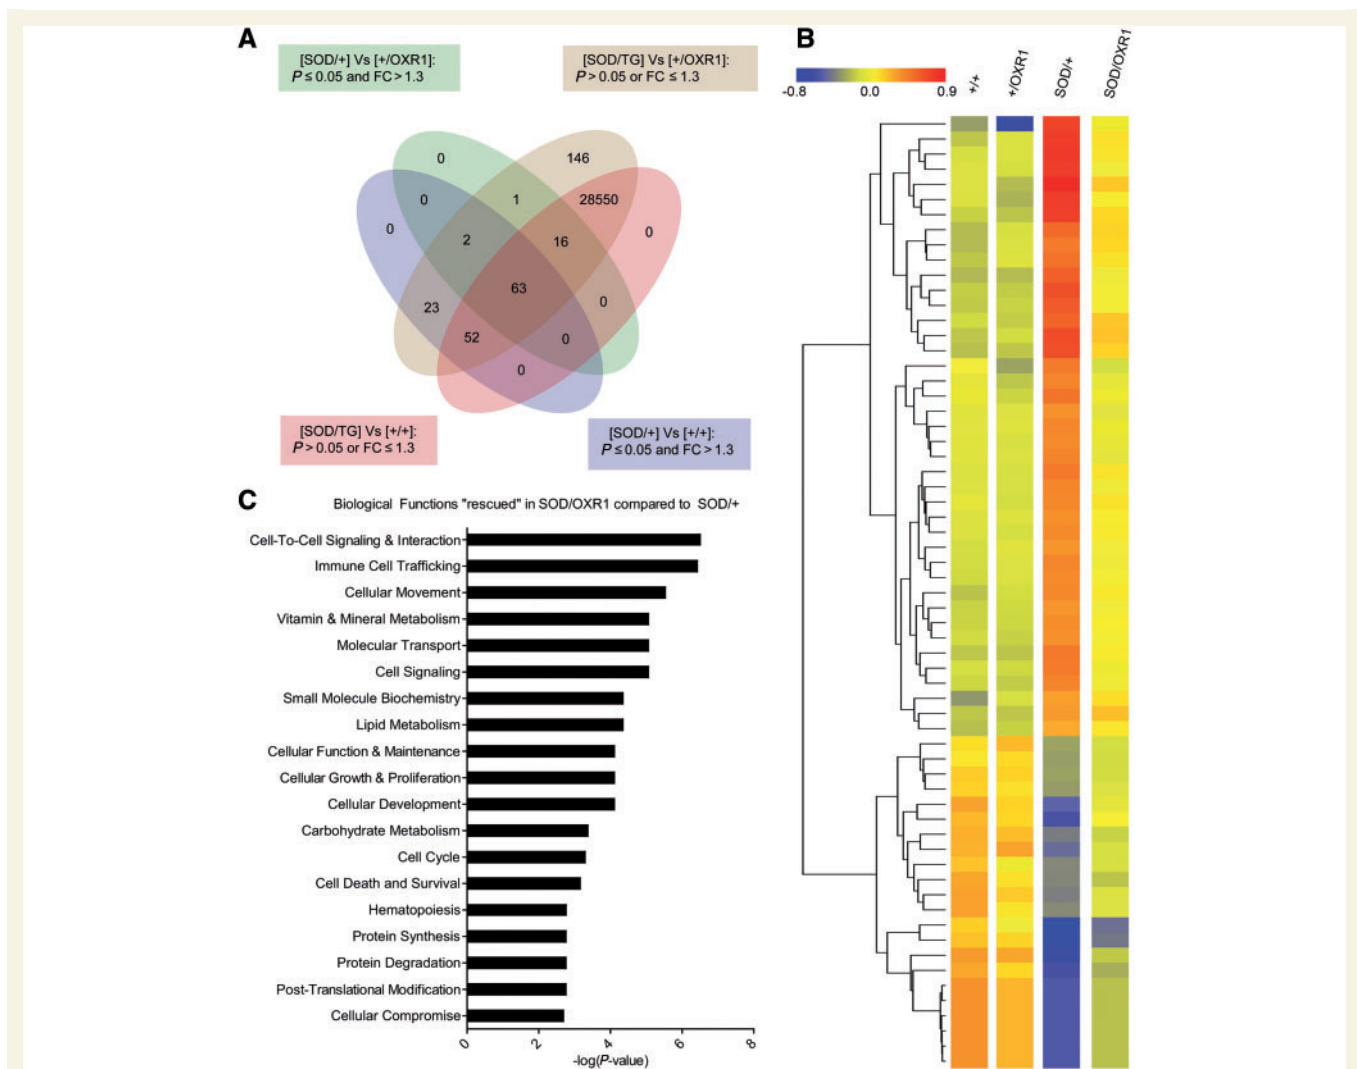 A
[SOD/+] Vs [+/OXR1]:
P ≤ 0.05 and FC > 1.3
[SOD/TG] Vs [+/OXR1]:
P > 0.05 or FC ≤ 1.3
0
146
0
1
28550
0
2
16
0
63
23
0
52
0
0
[SOD/TG] Vs [+/+]:
P > 0.05 or FC ≤ 1.3
[SOD/+] Vs [+/+]:
P ≤ 0.05 and FC > 1.3
B
-0.8
0.0
0.9
+/+
+/OXR1
SOD/+
SOD/OXR1
C
Biological Functions "rescued" in SOD/OXR1 compared to SOD/+
Cell-To-Cell Signaling & Interaction
Immune Cell Trafficking
Cellular Movement
Vitamin & Mineral Metabolism
Molecular Transport
Cell Signaling
Small Molecule Biochemistry
Lipid Metabolism
Cellular Function & Maintenance
Cellular Growth & Proliferation
Cellular Development
Carbohydrate Metabolism
Cell Cycle
Cell Death and Survival
Hematopoiesis
Protein Synthesis
Protein Degradation
Post-Translational Modification
Cellular Compromise
0
2
4
6
8
-log(P-value)